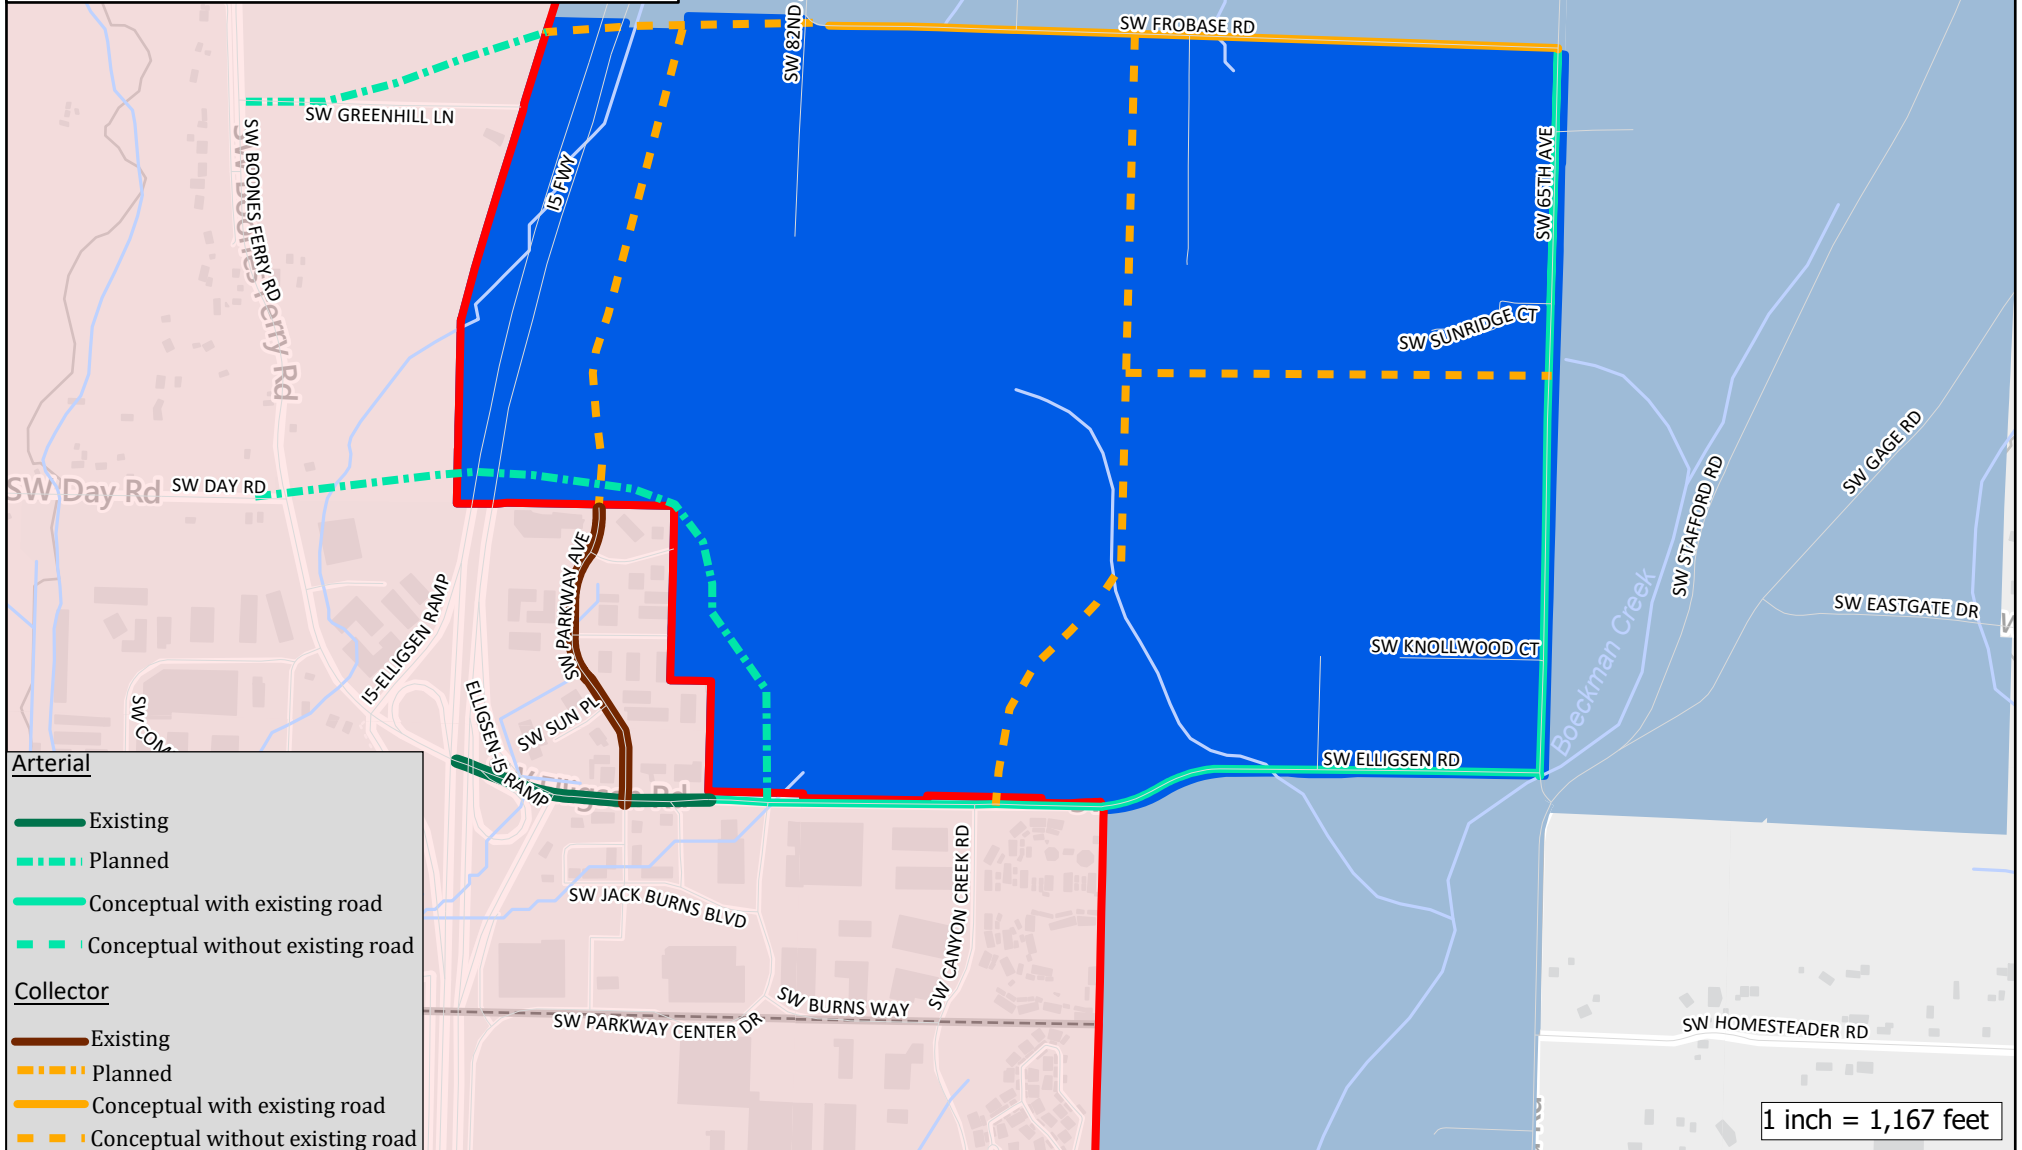 SW FROBASE RD
SW 82ND
SW GREENHILL LN
SW BOONES FERRY RD
SW Boones Ferry Rd
I5 FWY
SW 65TH AVE
SW SUNRIDGE CT
SW Day Rd
SW DAY RD
SW GAGE RD
SW STAFFORD RD
SW EASTGATE DR
SW PARKWAY AVE
I5-ELLIGSEN RAMP
SW KNOLLWOOD CT
Boeckman Creek
ELLIGSEN-I5 RAMP
SW SUN PL
SW ELLIGSEN RD
SW JACK BURNS BLVD
SW CANYON CREEK RD
SW BURNS WAY
SW PARKWAY CENTER DR
SW HOMESTEADER RD
Arterial
Existing
Planned
Conceptual with existing road
Conceptual without existing road
Collector
Existing
Planned
Conceptual with existing road
Conceptual without existing road
1 inch = 1,167 feet